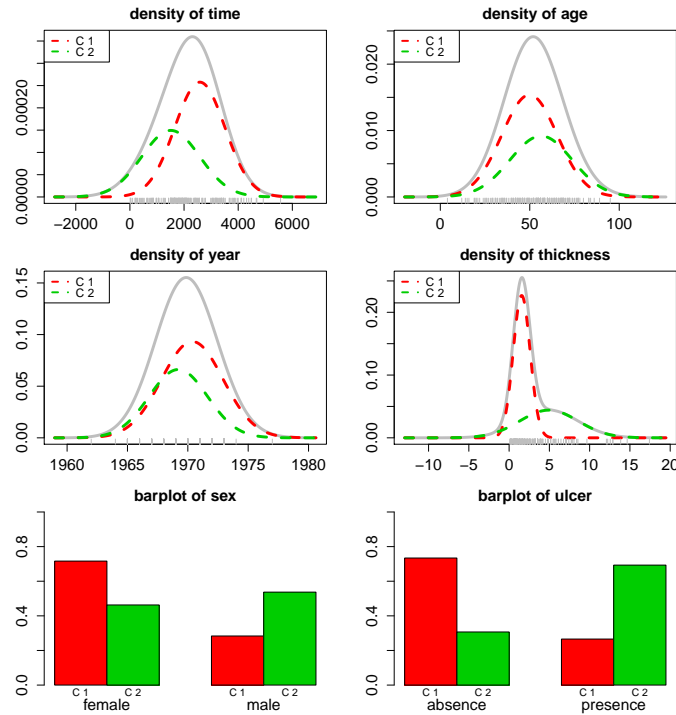 density of time
C 1
C 2
0.00000
0.00020
-2000 0 2000 4000 6000
density of age
C 1
C 2
0.000
0.010
0.020
0 50 100
density of year
C 1
C 2
0.00
0.05
0.10
0.15
1960 1965 1970 1975 1980
density of thickness
C 1
C 2
0.00
0.10
0.20
−10 −5 0 5 10 15 20
barplot of sex
0.0
0.4
0.8
C 1 C 2
female male
barplot of ulcer
0.0
0.4
0.8
C 1 C 2
absence presence